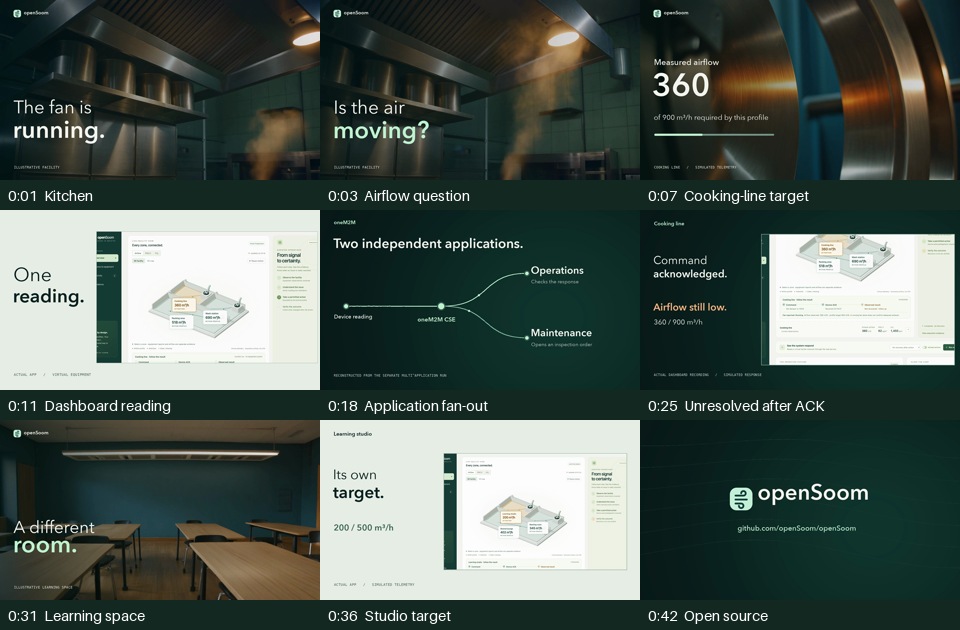 openSoom
The fan is
running.
ILLUSTRATIVE FACILITY
0:01 Kitchen
openSoom
Is the air
moving?
ILLUSTRATIVE FACILITY
0:03 Airflow question
openSoom
Measured airflow
360
of 900 m³/h required by this profile
COOKING LINE / SIMULATED TELEMETRY
0:07 Cooking-line target
One
reading.
openSoom
Every zone, connected.
From signal
to certainty.
ACTUAL APP / VIRTUAL EQUIPMENT
0:11 Dashboard reading
oneM2M
Two independent applications.
Operations
Checks the response
Device reading
oneM2M CSE
Maintenance
Opens an inspection order
RECONSTRUCTED FROM THE SEPARATE MULTI-APPLICATION RUN
0:18 Application fan-out
Cooking line
Command
acknowledged.
Airflow still low.
360 / 900 m³/h
ACTUAL DASHBOARD RECORDING / SIMULATED RESPONSE
0:25 Unresolved after ACK
openSoom
A different
room.
ILLUSTRATIVE LEARNING SPACE
0:31 Learning space
Learning studio
Its own
target.
200 / 500 m³/h
Every zone, connected.
From signal
to certainty.
ACTUAL APP / SIMULATED TELEMETRY
0:36 Studio target
openSoom
github.com/openSoom/openSoom
0:42 Open source